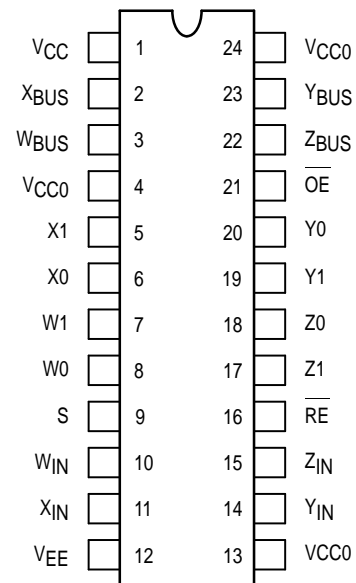 VCC 1 24 VCC0
XBUS 2 23 YBUS
WBUS 3 22 ZBUS
VCC0 4 21 OE
X1 5 20 Y0
X0 6 19 Y1
W1 7 18 Z0
W0 8 17 Z1
S 9 16 RE
WIN 10 15 ZIN
XIN 11 14 YIN
VEE 12 13 VCC0